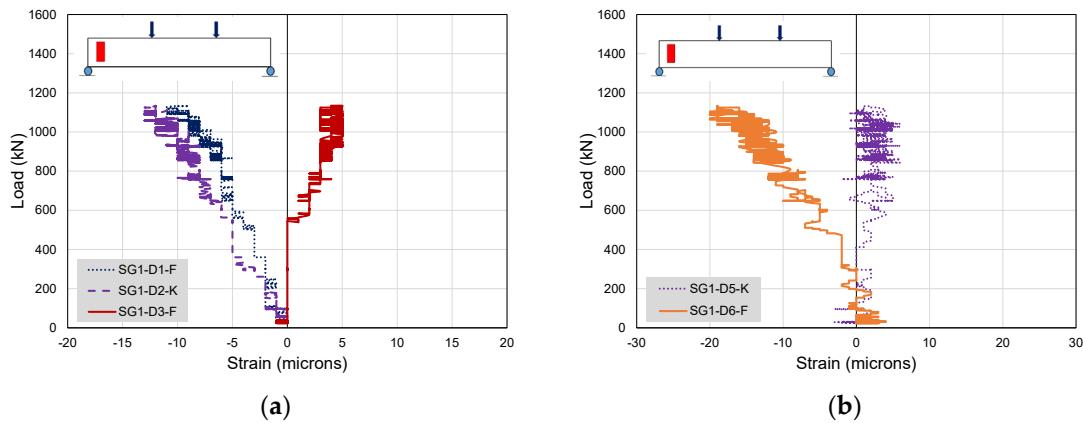 1600
1400
1200
1000
800
600
400
200
0
Load (kN)
SG1-D1-F
SG1-D2-K
SG1-D3-F
-20 -15 -10 -5 0 5 10 15 20
Strain (microns)
(a)
1600
1400
1200
1000
800
600
400
200
0
Load (kN)
SG1-D5-K
SG1-D6-F
-30 -20 -10 0 10 20 30
Strain (microns)
(b)